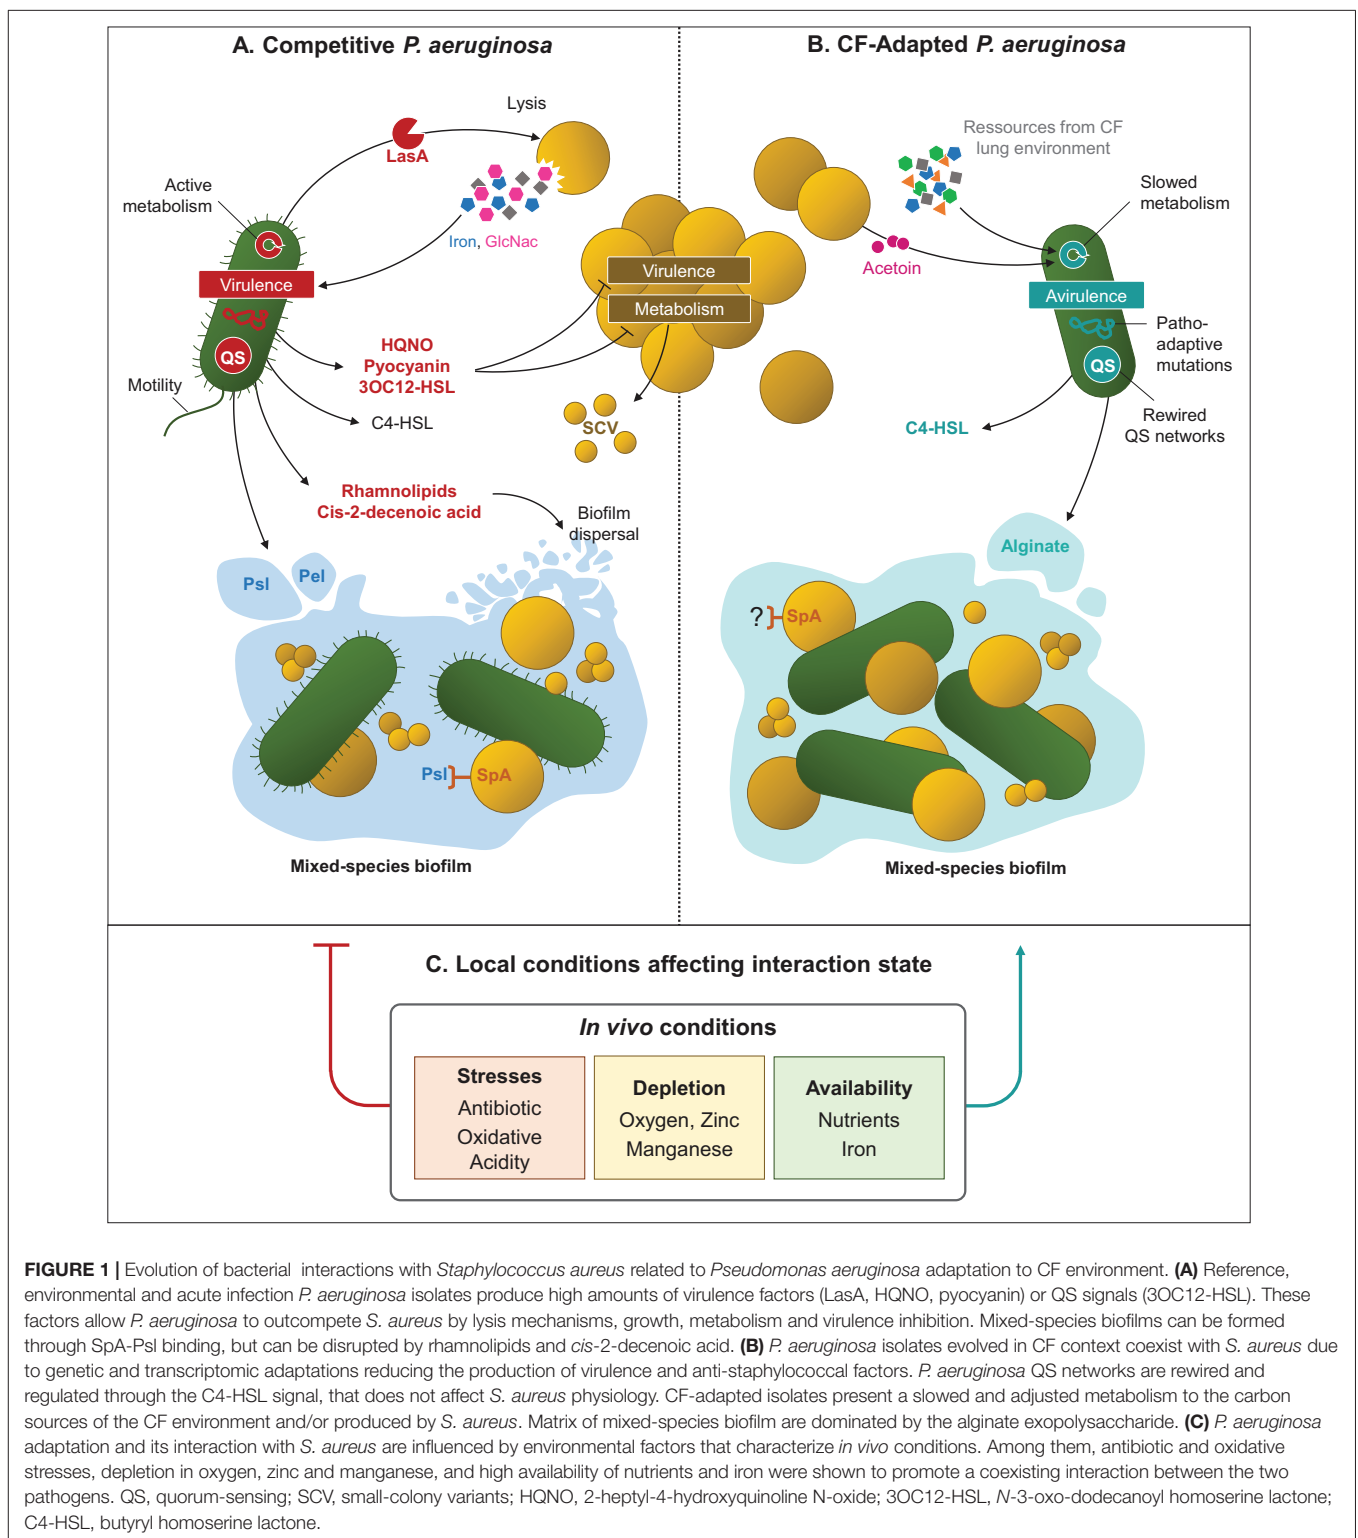 A. Competitive P. aeruginosa
Lysis
LasA
Active
metabolism
Iron, GlcNac
Virulence
QS
Motility
HQNO
Pyocyanin
3OC12-HSL
C4-HSL
Virulence
Metabolism
SCV
Rhamnolipids
Cis-2-decenoic acid
Biofilm
dispersal
Psl
Pel
Psl
SpA
Mixed-species biofilm
B. CF-Adapted P. aeruginosa
Ressources from CF
lung environment
Slowed
metabolism
Acetoin
Avirulence
Patho-
adaptive
mutations
QS
Rewired
QS networks
C4-HSL
Alginate
?
SpA
Mixed-species biofilm
C. Local conditions affecting interaction state
In vivo conditions
Stresses
Antibiotic
Oxidative
Acidity
Depletion
Oxygen, Zinc
Manganese
Availability
Nutrients
Iron
FIGURE 1 | Evolution of bacterial interactions with Staphylococcus aureus related to Pseudomonas aeruginosa adaptation to CF environment. (A) Reference,
environmental and acute infection P. aeruginosa isolates produce high amounts of virulence factors (LasA, HQNO, pyocyanin) or QS signals (3OC12-HSL). These
factors allow P. aeruginosa to outcompete S. aureus by lysis mechanisms, growth, metabolism and virulence inhibition. Mixed-species biofilms can be formed
through SpA-Psl binding, but can be disrupted by rhamnolipids and cis-2-decenoic acid. (B) P. aeruginosa isolates evolved in CF context coexist with S. aureus due
to genetic and transcriptomic adaptations reducing the production of virulence and anti-staphylococcal factors. P. aeruginosa QS networks are rewired and
regulated through the C4-HSL signal, that does not affect S. aureus physiology. CF-adapted isolates present a slowed and adjusted metabolism to the carbon
sources of the CF environment and/or produced by S. aureus. Matrix of mixed-species biofilm are dominated by the alginate exopolysaccharide. (C) P. aeruginosa
adaptation and its interaction with S. aureus are influenced by environmental factors that characterize in vivo conditions. Among them, antibiotic and oxidative
stresses, depletion in oxygen, zinc and manganese, and high availability of nutrients and iron were shown to promote a coexisting interaction between the two
pathogens. QS, quorum-sensing; SCV, small-colony variants; HQNO, 2-heptyl-4-hydroxyquinoline N-oxide; 3OC12-HSL, N-3-oxo-dodecanoyl homoserine lactone;
C4-HSL, butyryl homoserine lactone.